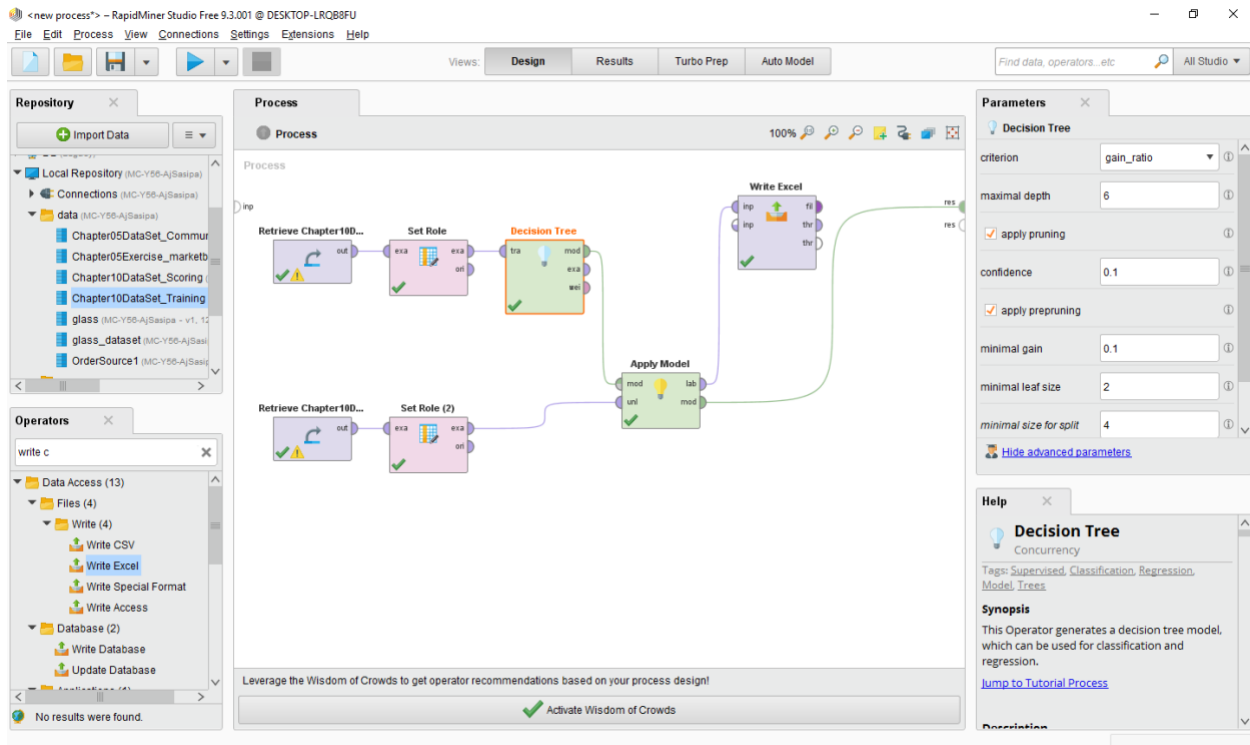 <new process*> – RapidMiner Studio Free 9.3.001 @ DESKTOP-LRQB8FU
File Edit Process View Connections Settings Extensions Help
Views: Design Results Turbo Prep Auto Model
Find data, operators...etc
All Studio
Repository
Import Data
Local Repository (MC-Y56-AjSasipa)
Connections (MC-Y56-AjSasipa)
data (MC-Y56-AjSasipa)
Chapter05DataSet_Commur
Chapter05Exercise_marketb
Chapter10DataSet_Scoring
Chapter10DataSet_Training
glass (MC-Y56-AjSasipa – v1, 12
glass_dataset (MC-Y56-AjSasi
OrderSource1 (MC-Y56-AjSasip
Operators
write c
Data Access (13)
Files (4)
Write (4)
Write CSV
Write Excel
Write Special Format
Write Access
Database (2)
Write Database
Update Database
No results were found.
Process
Process
100%
Process
inp
Write Excel
inp fil
inp thr
thr
res
res
Retrieve Chapter10D...
out
Set Role
exa exa
ori
Decision Tree
tra mod
exa
wei
Apply Model
mod lab
unl mod
Retrieve Chapter10D...
out
Set Role (2)
exa exa
ori
Leverage the Wisdom of Crowds to get operator recommendations based on your process design!
Activate Wisdom of Crowds
Parameters
Decision Tree
criterion gain_ratio
maximal depth 6
apply pruning
confidence 0.1
apply prepruning
minimal gain 0.1
minimal leaf size 2
minimal size for split 4
Hide advanced parameters
Help
Decision Tree
Concurrency
Tags: Supervised, Classification, Regression,
Model, Trees
Synopsis
This Operator generates a decision tree model,
which can be used for classification and
regression.
Jump to Tutorial Process
Description